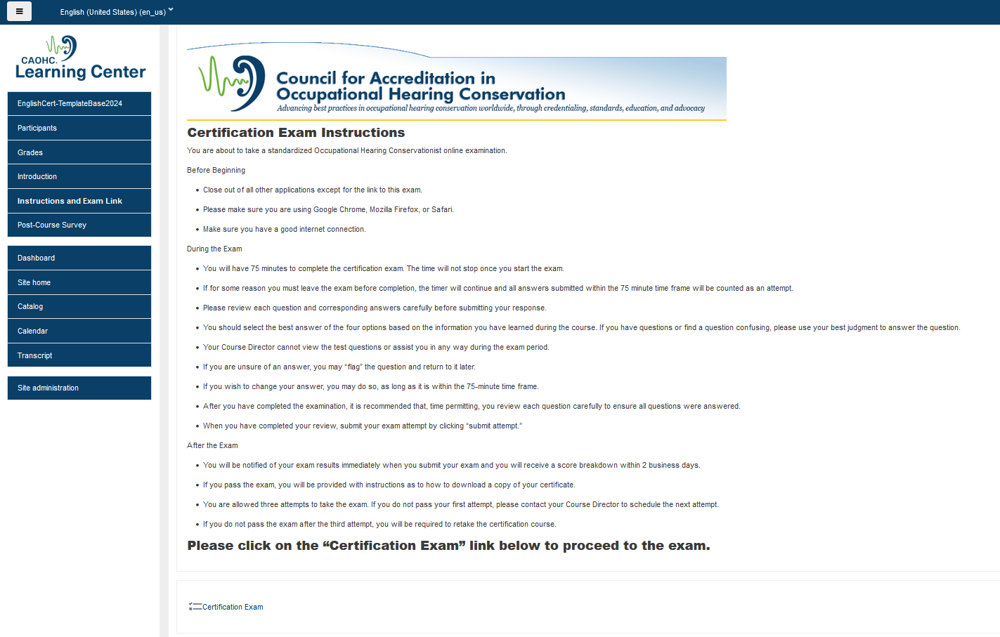 English (United States) (en_us)
CAOHC
Learning Center
EnglishCert-TemplateBase2024
Participants
Grades
Introduction
Instructions and Exam Link
Post-Course Survey
Dashboard
Site home
Catalog
Calendar
Transcript
Site administration
Council for Accreditation in
Occupational Hearing Conservation
Advancing best practices in occupational hearing conservation worldwide, through credentialing, standards, education, and advocacy
Certification Exam Instructions
You are about to take a standardized Occupational Hearing Conservationist online examination.
Before Beginning
• Close out of all other applications except for the link to this exam.
• Please make sure you are using Google Chrome, Mozilla Firefox, or Safari.
• Make sure you have a good internet connection.
During the Exam
• You will have 75 minutes to complete the certification exam. The time will not stop once you start the exam.
• If for some reason you must leave the exam before completion, the timer will continue and all answers submitted within the 75 minute time frame will be counted as an attempt.
• Please review each question and corresponding answers carefully before submitting your response.
• You should select the best answer of the four options based on the information you have learned during the course. If you have questions or find a question confusing, please use your best judgment to answer the question.
• Your Course Director cannot view the test questions or assist you in any way during the exam period.
• If you are unsure of an answer, you may “flag” the question and return to it later.
• If you wish to change your answer, you may do so, as long as it is within the 75-minute time frame.
• After you have completed the examination, it is recommended that, time permitting, you review each question carefully to ensure all questions were answered.
• When you have completed your review, submit your exam attempt by clicking “submit attempt.”
After the Exam
• You will be notified of your exam results immediately when you submit your exam and you will receive a score breakdown within 2 business days.
• If you pass the exam, you will be provided with instructions as to how to download a copy of your certificate.
• You are allowed three attempts to take the exam. If you do not pass your first attempt, please contact your Course Director to schedule the next attempt.
• If you do not pass the exam after the third attempt, you will be required to retake the certification course.
Please click on the “Certification Exam” link below to proceed to the exam.
Certification Exam